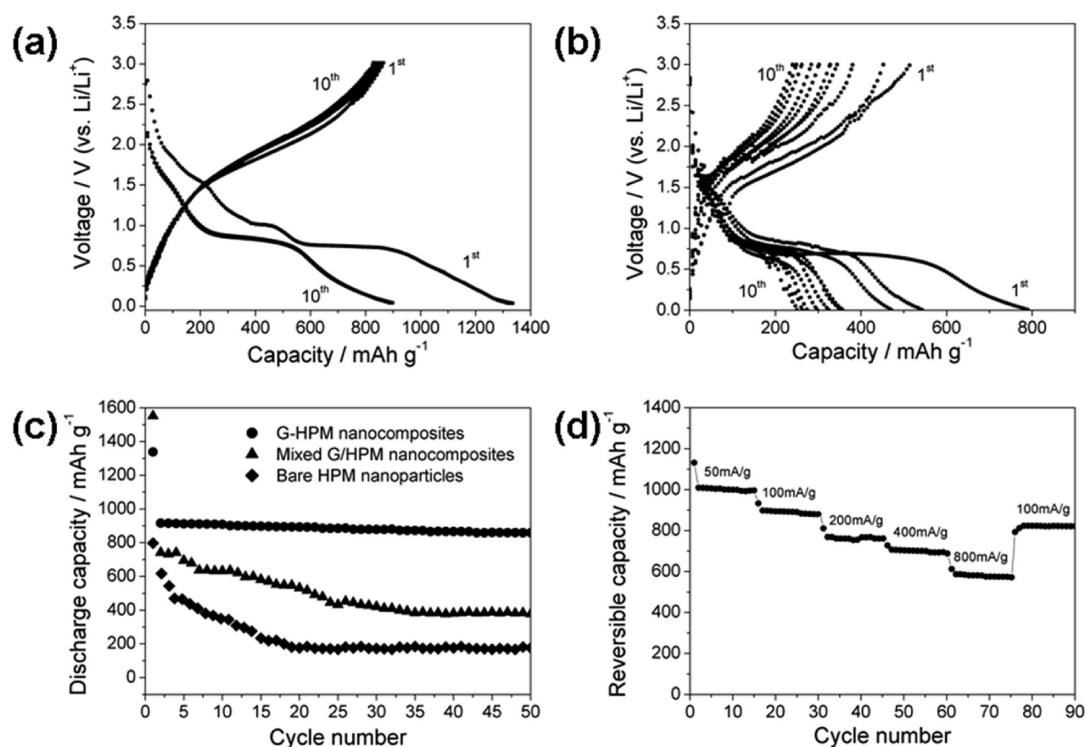 (a)
3.5
3.0
2.5
2.0
1.5
1.0
0.5
0.0
Voltage / V (vs. Li/Li⁺)
10th
1st
1st
10th
0 200 400 600 800 1000 1200 1400
Capacity / mAh g⁻¹
(b)
3.5
3.0
2.5
2.0
1.5
1.0
0.5
0.0
Voltage / V (vs. Li/Li⁺)
10th
1st
10th
1st
200 400 600 800
Capacity / mAh g⁻¹
(c)
1600
1400
1200
1000
800
600
400
200
0
Discharge capacity / mAh g⁻¹
G-HPM nanocomposites
Mixed G/HPM nanocomposites
Bare HPM nanoparticles
0 5 10 15 20 25 30 35 40 45 50
Cycle number
(d)
1400
1200
1000
800
600
400
200
0
Reversible capacity / mAh g⁻¹
50mA/g
100mA/g
200mA/g
400mA/g
800mA/g
100mA/g
0 10 20 30 40 50 60 70 80 90
Cycle number